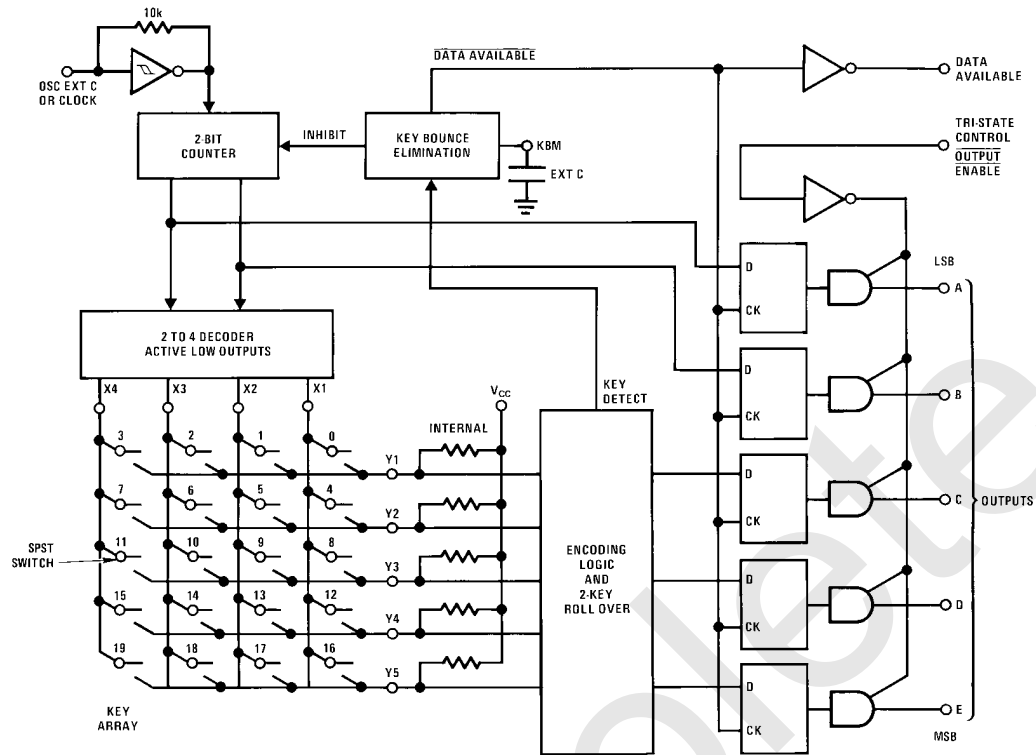 10k
OSC EXT C
OR CLOCK
2-BIT
COUNTER
INHIBIT
DATA AVAILABLE
KEY BOUNCE
ELIMINATION
KBM
EXT C
DATA
AVAILABLE
TRI-STATE
CONTROL
OUTPUT
ENABLE
2 TO 4 DECODER
ACTIVE LOW OUTPUTS
X4 X3 X2 X1
3 2 1 0
7 6 5 4
11 10 9 8
15 14 13 12
19 18 17 16
Y1
Y2
Y3
Y4
Y5
SPST
SWITCH
KEY
ARRAY
INTERNAL
VCC
KEY
DETECT
ENCODING
LOGIC
AND
2-KEY
ROLL OVER
D
CK
D
CK
D
CK
D
CK
D
CK
LSB
A
B
C
D
E
MSB
OUTPUTS
olete